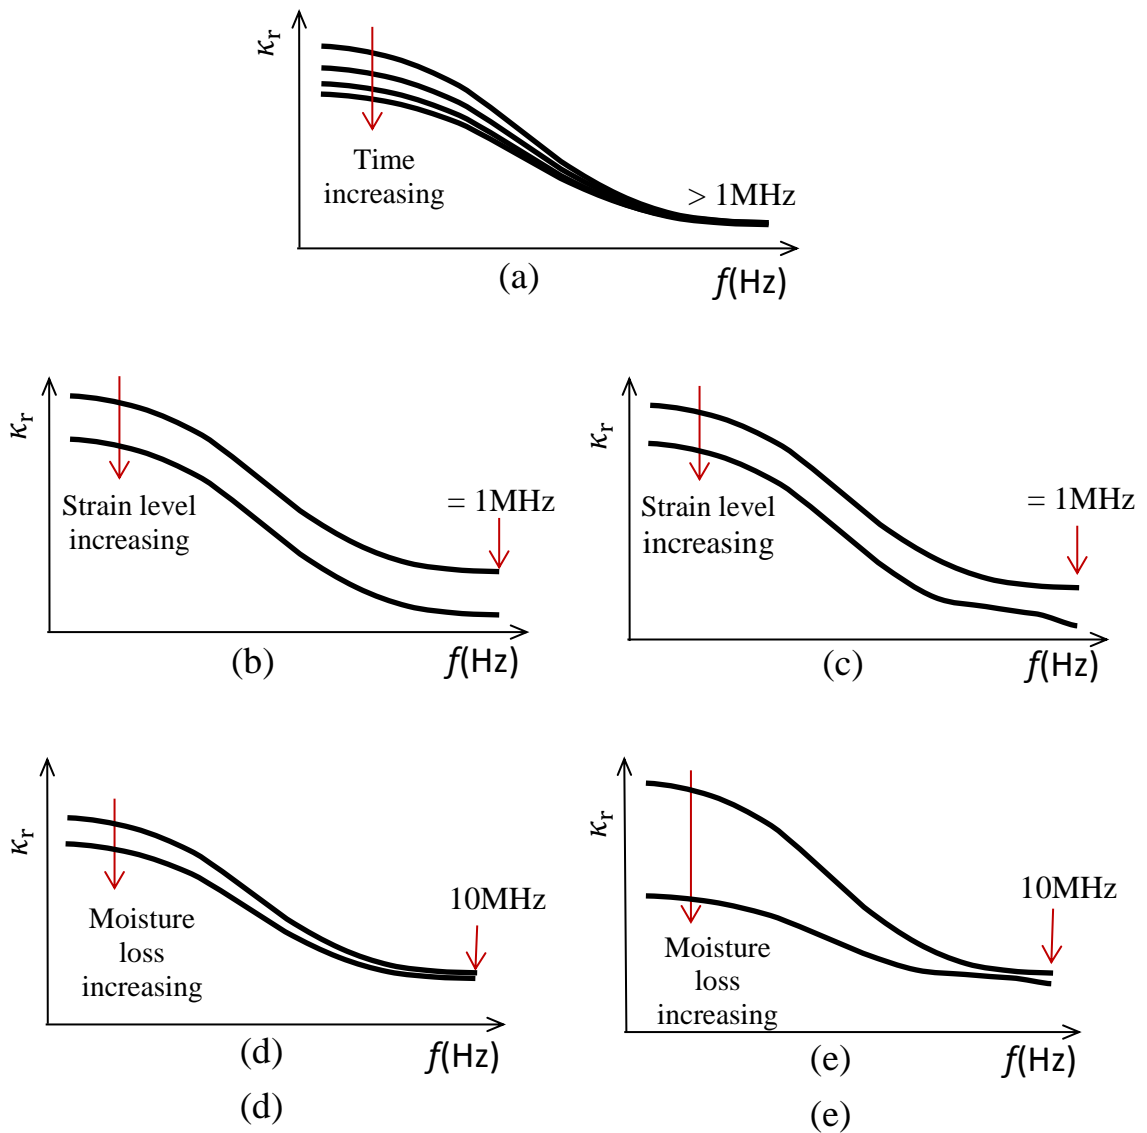 κr
Time
increasing
> 1MHz
(a)
f(Hz)
κr
Strain level
increasing
= 1MHz
(b)
f(Hz)
κr
Strain level
increasing
= 1MHz
(c)
f(Hz)
κr
Moisture
loss
increasing
10MHz
(d)
f(Hz)
(d)
κr
Moisture
loss
increasing
10MHz
(e)
f(Hz)
(e)